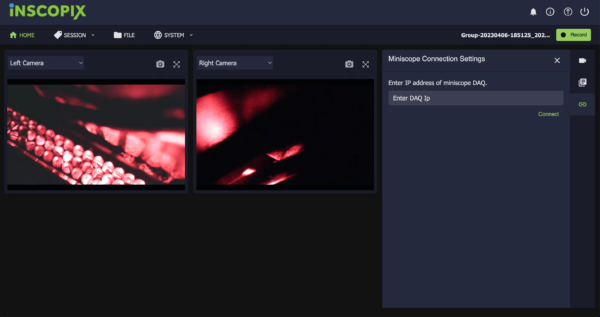 iNSCOPIX
HOME
SESSION
FILE
SYSTEM
Group-20230406-185125_202...
Record
Left Camera
Right Camera
Miniscope Connection Settings
Enter IP address of miniscope DAQ.
Enter DAQ Ip
Connect